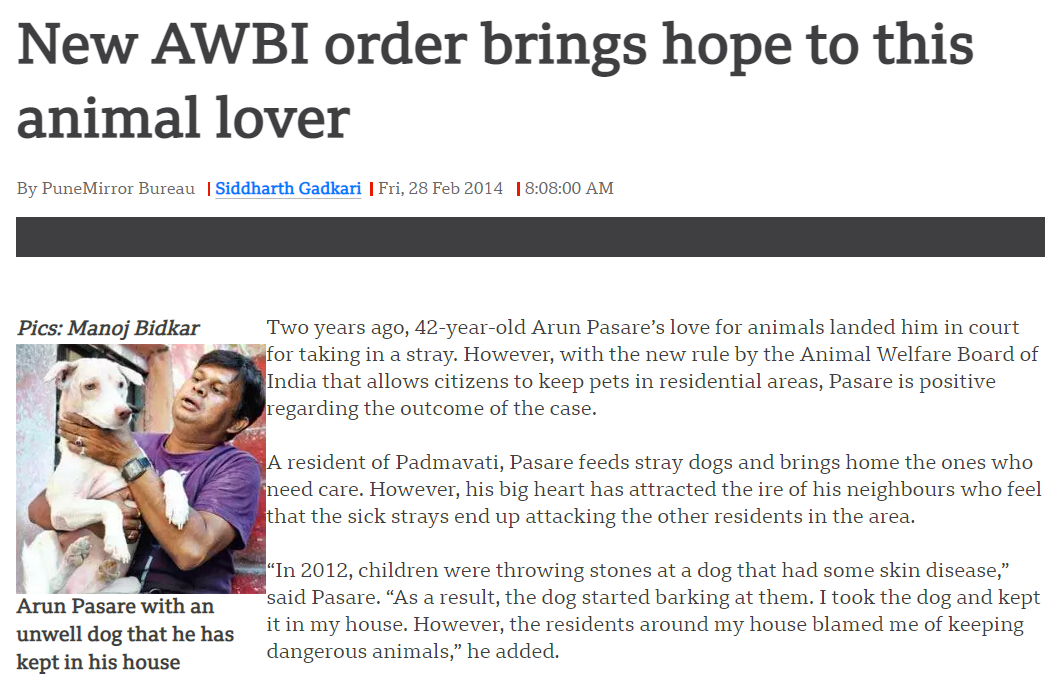 New AWBI order brings hope to this
animal lover
By PuneMirror Bureau | Siddharth Gadkari | Fri, 28 Feb 2014 | 8:08:00 AM
Pics: Manoj Bidkar
Arun Pasare with an
unwell dog that he has
kept in his house
Two years ago, 42-year-old Arun Pasare’s love for animals landed him in court
for taking in a stray. However, with the new rule by the Animal Welfare Board of
India that allows citizens to keep pets in residential areas, Pasare is positive
regarding the outcome of the case.
A resident of Padmavati, Pasare feeds stray dogs and brings home the ones who
need care. However, his big heart has attracted the ire of his neighbours who feel
that the sick strays end up attacking the other residents in the area.
“In 2012, children were throwing stones at a dog that had some skin disease,”
said Pasare. “As a result, the dog started barking at them. I took the dog and kept
it in my house. However, the residents around my house blamed me of keeping
dangerous animals,” he added.